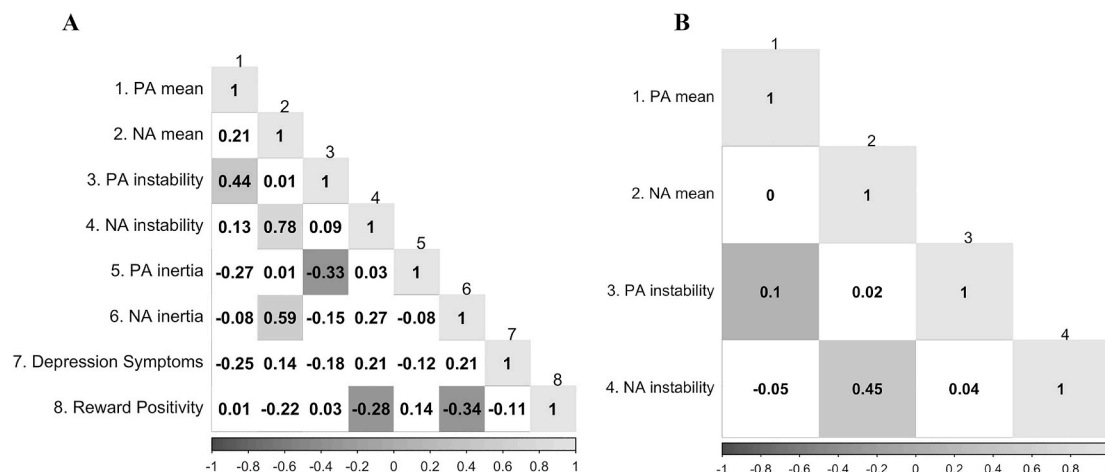 A
1
1. PA mean 1
2
2. NA mean 0.21 1
3
3. PA instability 0.44 0.01 1
4
4. NA instability 0.13 0.78 0.09 1
5
5. PA inertia -0.27 0.01 -0.33 0.03 1
6
6. NA inertia -0.08 0.59 -0.15 0.27 -0.08 1
7
7. Depression Symptoms -0.25 0.14 -0.18 0.21 -0.12 0.21 1
8
8. Reward Positivity 0.01 -0.22 0.03 -0.28 0.14 -0.34 -0.11 1
-1 -0.8 -0.6 -0.4 -0.2 0 0.2 0.4 0.6 0.8 1
B
1
1. PA mean 1
2
2. NA mean 0 1
3
3. PA instability 0.1 0.02 1
4
4. NA instability -0.05 0.45 0.04 1
-1 -0.8 -0.6 -0.4 -0.2 0 0.2 0.4 0.6 0.8